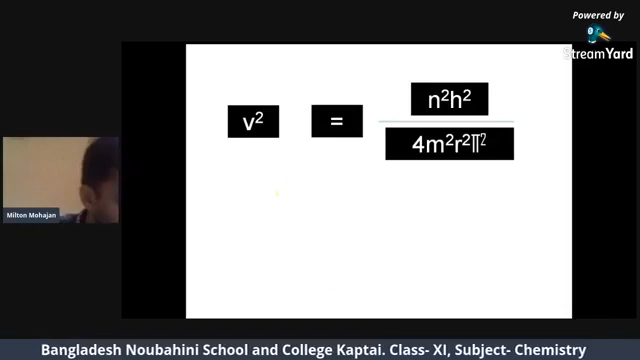 Powered by
StreamYard
v² = n²h²
4m²r²π²
Milton Mohajan
Bangladesh Noubahini School and College Kaptai. Class- XI, Subject- Chemistry